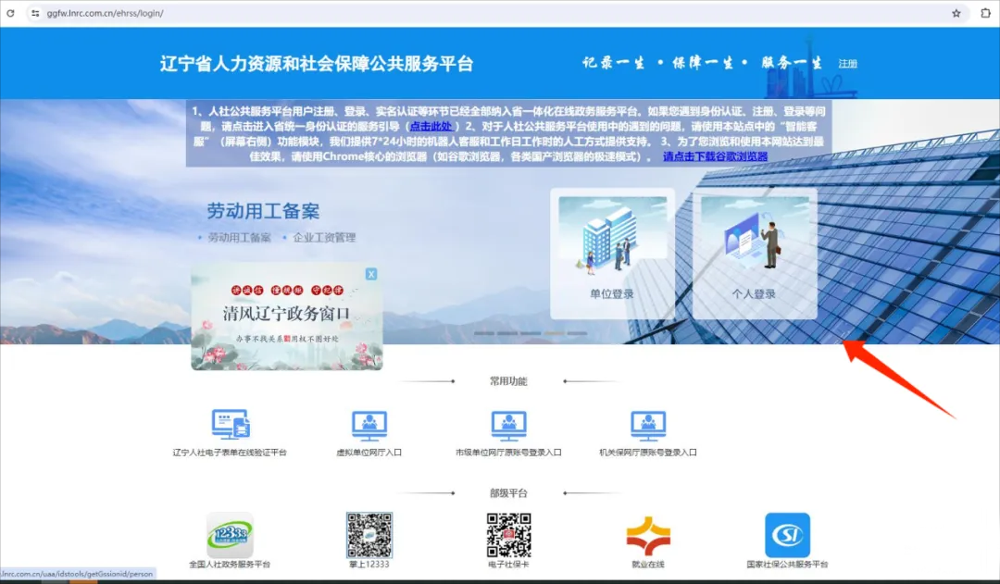 ggfw.lnrc.com.cn/ehrss/login/
辽宁省人力资源和社会保障公共服务平台
记录一生 • 保障一生 • 服务一生
注册
1、人社公共服务平台用户注册、登录、实名认证等环节已经全部纳入省一体化在线政务服务平台。如果您遇到身份认证、注册、登录等问
题，请点击进入省统一身份认证的服务引导（点击此处 ）2、对于人社公共服务平台使用中的遇到的问题，请使用本站点中的“智能客
服”（屏幕右侧）功能模块，我们提供7*24小时的机器人客服和工作日工作时的人工方式提供支持。 3、为了您浏览和使用本网站达到最
佳效果，请使用Chrome核心的浏览器（如谷歌浏览器，各类国产浏览器的极速模式）。 请点击下载谷歌浏览器
劳动用工备案
• 劳动用工备案 • 企业工资管理
X
讲诚信 懂规矩 守纪律
清风辽宁政务窗口
办事不找关系 用权不图好处
单位登录
个人登录
常用功能
辽宁人社电子表单在线验证平台
虚拟单位网厅入口
市级单位网厅原账号登录入口
机关保网厅原账号登录入口
部级平台
12333
全国人社政务服务平台
掌上12333
电子社保卡
就业在线
国家社保公共服务平台
.lnrc.com.cn/uaa/idstools/getGssionid/person